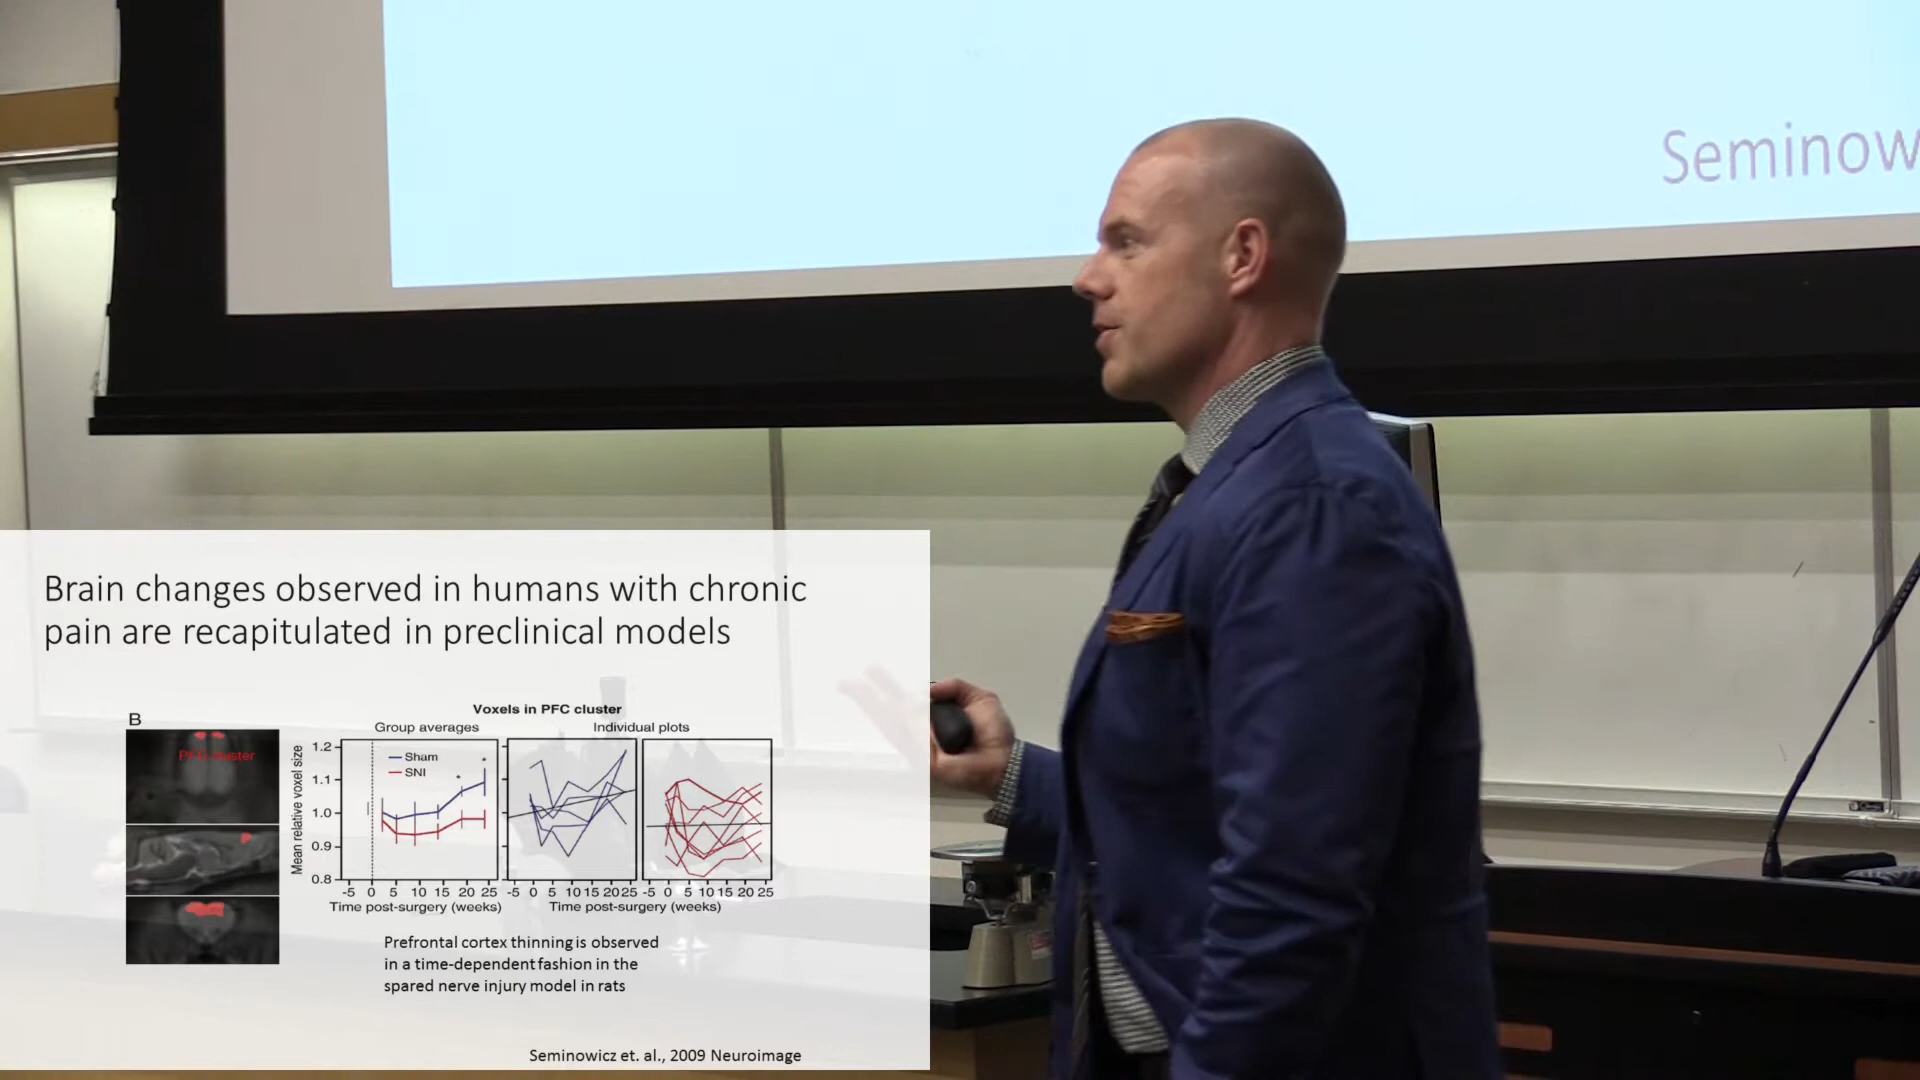 Seminow
Brain changes observed in humans with chronic
pain are recapitulated in preclinical models
B
PFC cluster
Voxels in PFC cluster
Group averages
Individual plots
Mean relative voxel size
1.2
1.1
1.0
0.9
0.8
Sham
SNI
* *
-5 0 5 10 15 20 25
-5 0 5 10 15 20 25
-5 0 5 10 15 20 25
Time post-surgery (weeks)
Time post-surgery (weeks)
Prefrontal cortex thinning is observed
in a time-dependent fashion in the
spared nerve injury model in rats
Seminowicz et. al., 2009 Neuroimage